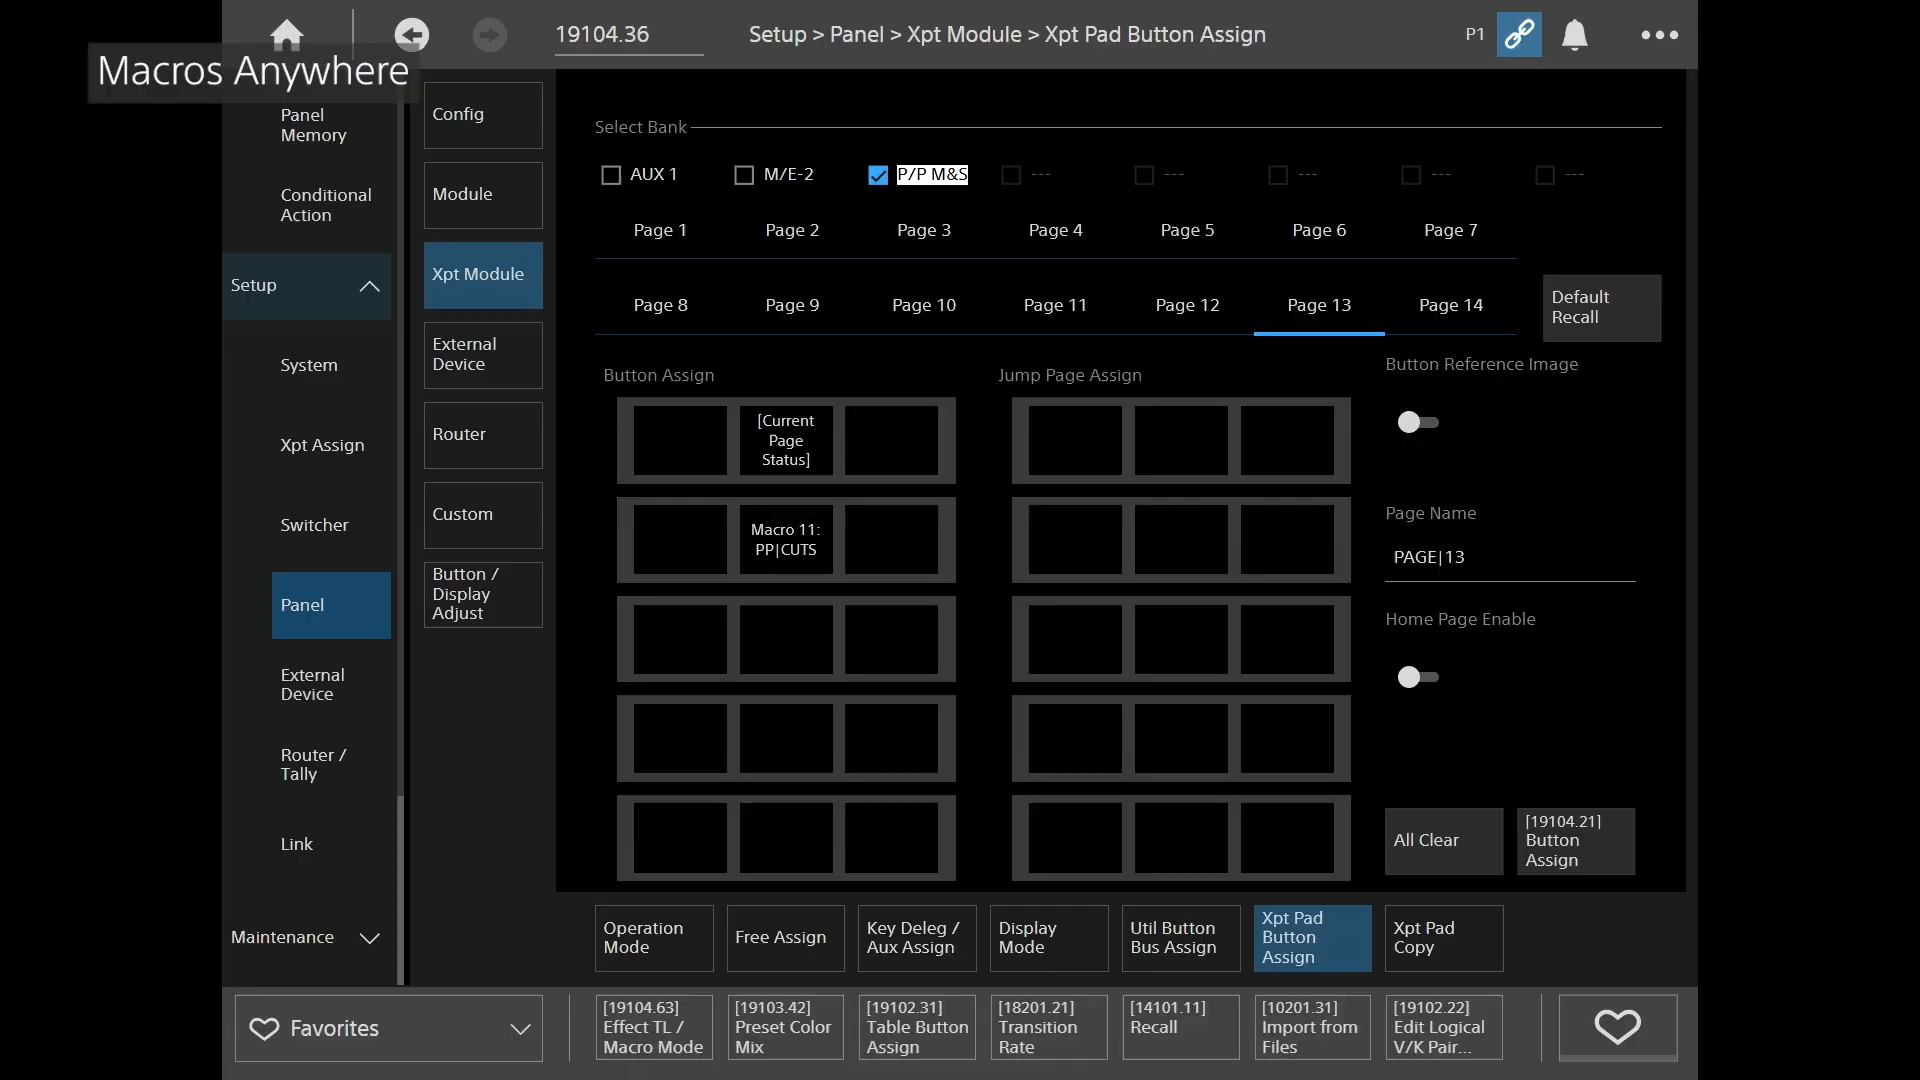 19104.36
Setup > Panel > Xpt Module > Xpt Pad Button Assign
P1
Macros Anywhere
Panel
Memory
Conditional
Action
Setup
System
Xpt Assign
Switcher
Panel
External
Device
Router /
Tally
Link
Maintenance
Config
Module
Xpt Module
External
Device
Router
Custom
Button /
Display
Adjust
Select Bank
AUX 1
M/E-2
P/P M&S
---
---
---
---
---
Page 1
Page 2
Page 3
Page 4
Page 5
Page 6
Page 7
Page 8
Page 9
Page 10
Page 11
Page 12
Page 13
Page 14
Default
Recall
Button Assign
Jump Page Assign
Button Reference Image
[Current
Page
Status]
Macro 11:
PP|CUTS
Page Name
PAGE|13
Home Page Enable
All Clear
[19104.21]
Button
Assign
Operation
Mode
Free Assign
Key Deleg /
Aux Assign
Display
Mode
Util Button
Bus Assign
Xpt Pad
Button
Assign
Xpt Pad
Copy
Favorites
[19104.63]
Effect TL /
Macro Mode
[19103.42]
Preset Color
Mix
[19102.31]
Table Button
Assign
[18201.21]
Transition
Rate
[14101.11]
Recall
[10201.31]
Import from
Files
[19102.22]
Edit Logical
V/K Pair...